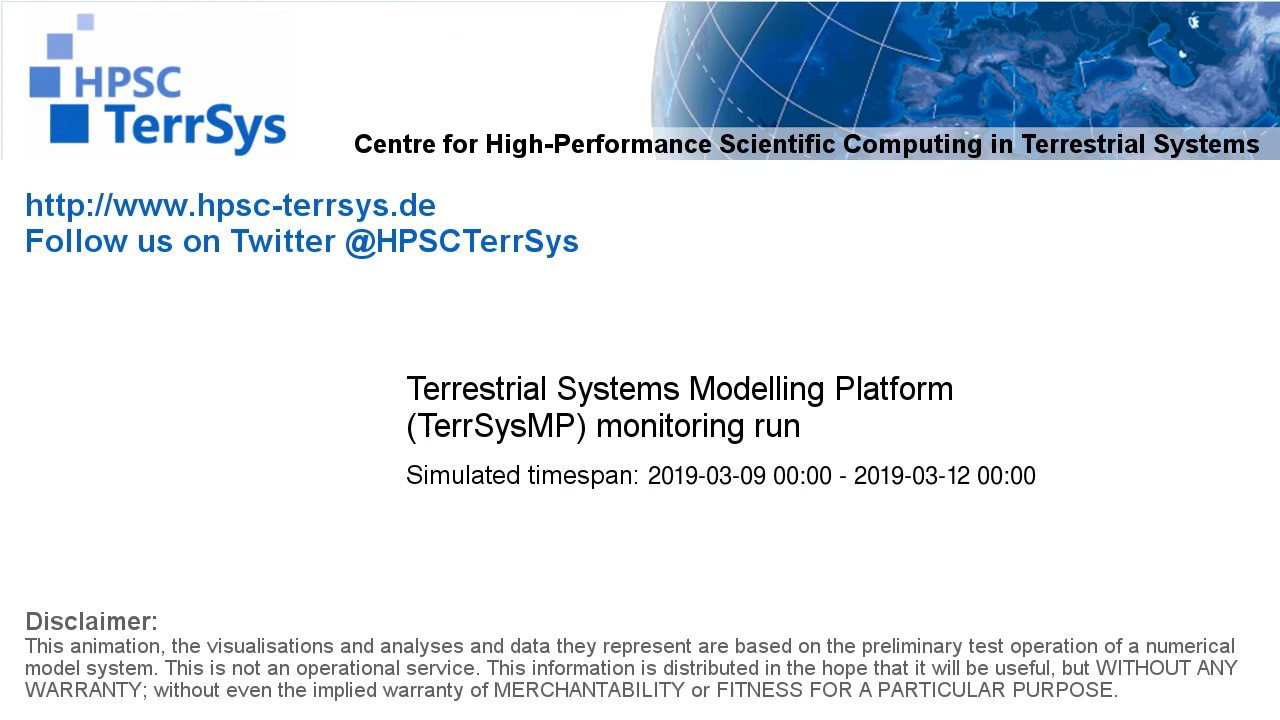 HPSC
TerrSys
Centre for High-Performance Scientific Computing in Terrestrial Systems
http://www.hpsc-terrsys.de
Follow us on Twitter @HPSCTerrSys
Terrestrial Systems Modelling Platform
(TerrSysMP) monitoring run
Simulated timespan: 2019-03-09 00:00 - 2019-03-12 00:00
Disclaimer:
This animation, the visualisations and analyses and data they represent are based on the preliminary test operation of a numerical
model system. This is not an operational service. This information is distributed in the hope that it will be useful, but WITHOUT ANY
WARRANTY; without even the implied warranty of MERCHANTABILITY or FITNESS FOR A PARTICULAR PURPOSE.